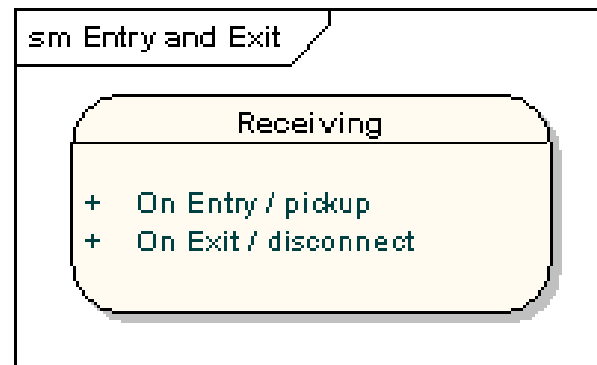 sm Entry and Exit
Receiving
+ On Entry / pickup
+ On Exit / disconnect